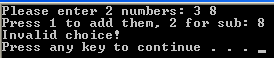 Please enter 2 numbers: 3 8
Press 1 to add them, 2 for sub: 8
Invalid choice!
Press any key to continue . . .